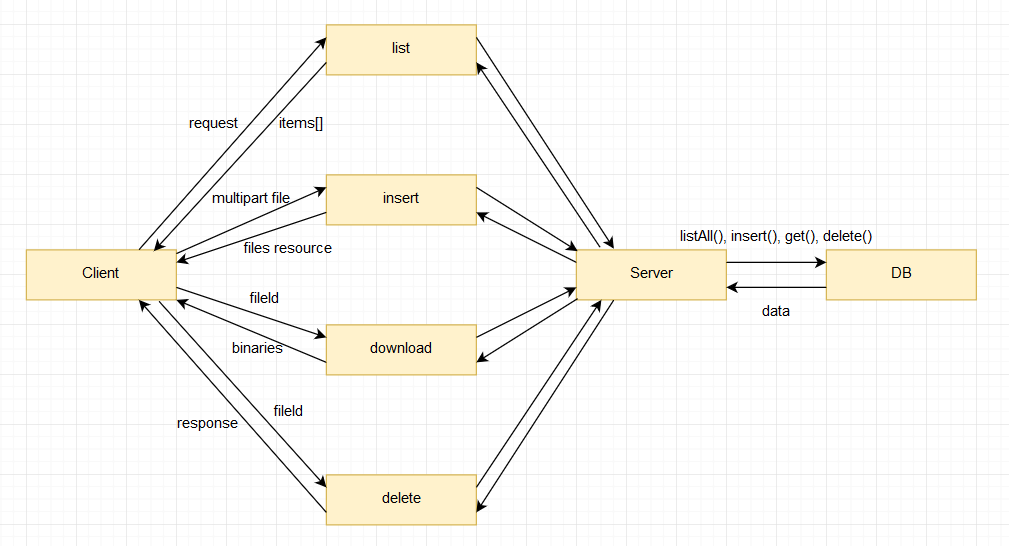 list
request
items[]
multipart file
insert
files resource
listAll(), insert(), get(), delete()
Client
Server
DB
fileId
data
binaries
download
fileId
response
delete